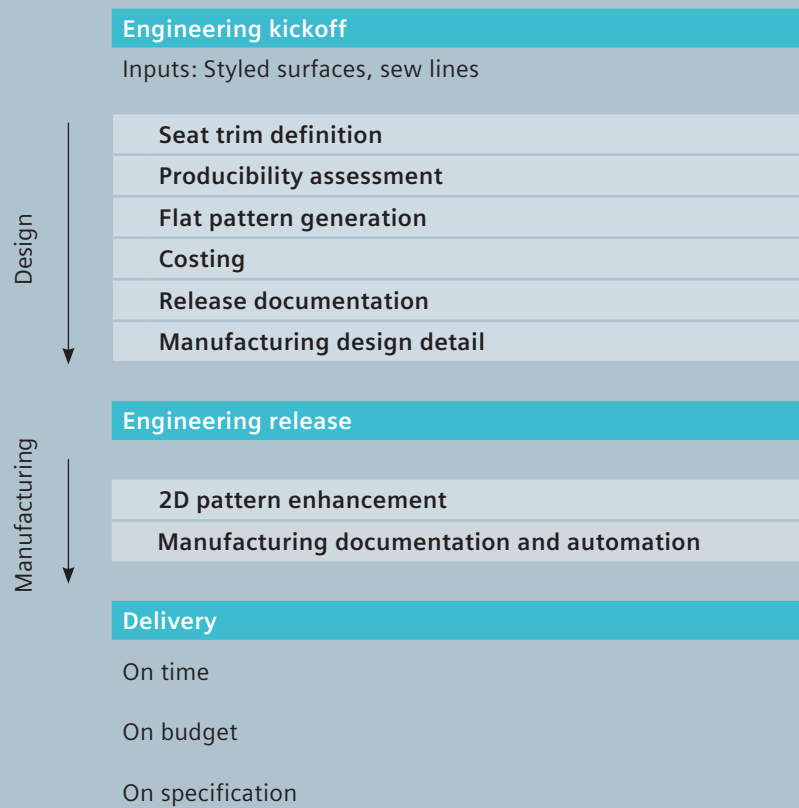 Engineering kickoff
Inputs: Styled surfaces, sew lines
Design
Seat trim definition
Producibility assessment
Flat pattern generation
Costing
Release documentation
Manufacturing design detail
Engineering release
Manufacturing
2D pattern enhancement
Manufacturing documentation and automation
Delivery
On time
On budget
On specification